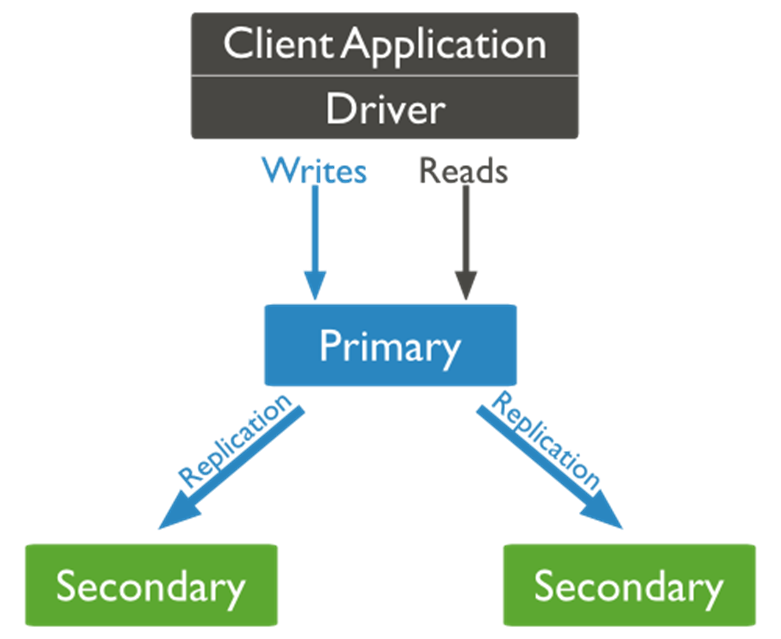 Client Application
Driver
Writes
Reads
Primary
Replication
Replication
Secondary
Secondary